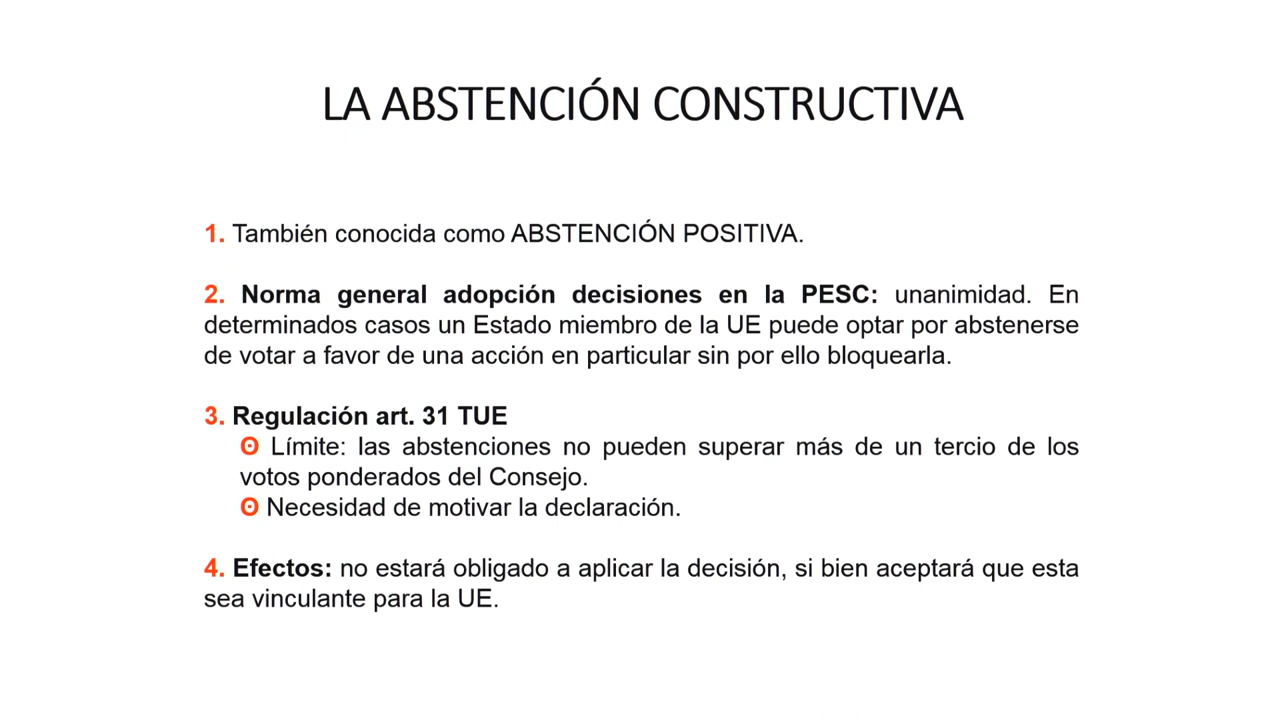 LA ABSTENCIÓN CONSTRUCTIVA
1. También conocida como ABSTENCIÓN POSITIVA.
2. Norma general adopción decisiones en la PESC: unanimidad. En
determinados casos un Estado miembro de la UE puede optar por abstenerse
de votar a favor de una acción en particular sin por ello bloquearla.
3. Regulación art. 31 TUE
ʘ Límite: las abstenciones no pueden superar más de un tercio de los
votos ponderados del Consejo.
ʘ Necesidad de motivar la declaración.
4. Efectos: no estará obligado a aplicar la decisión, si bien aceptará que esta
sea vinculante para la UE.